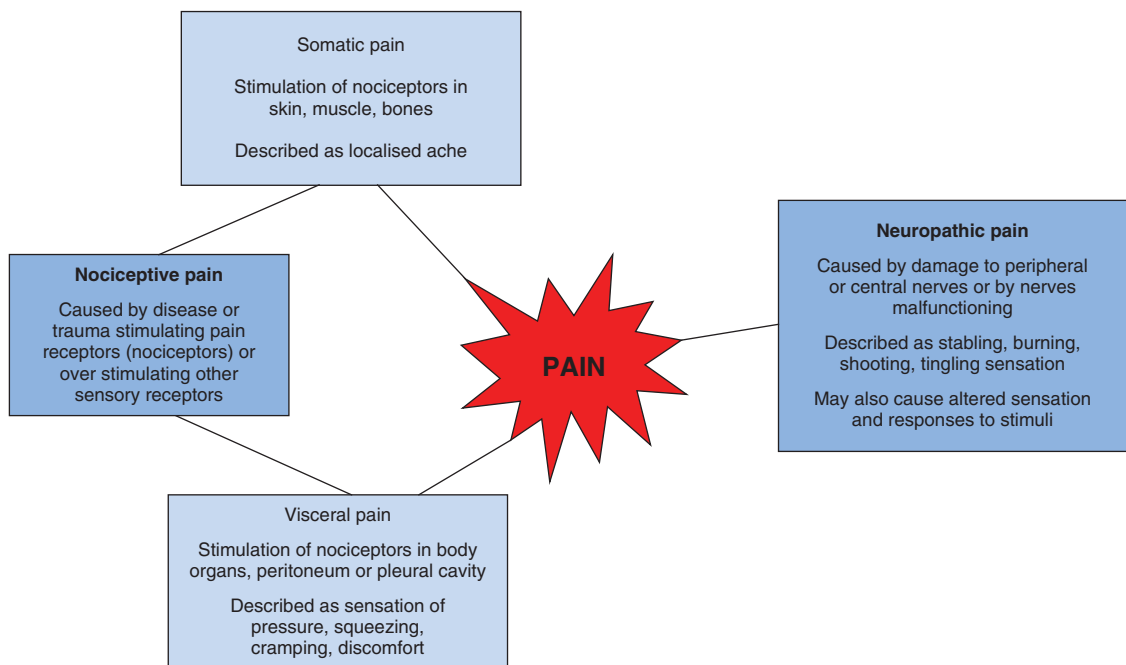 Somatic pain
Stimulation of nociceptors in
skin, muscle, bones
Described as localised ache
Nociceptive pain
Caused by disease or
trauma stimulating pain
receptors (nociceptors) or
over stimulating other
sensory receptors
PAIN
Neuropathic pain
Caused by damage to peripheral
or central nerves or by nerves
malfunctioning
Described as stabling, burning,
shooting, tingling sensation
May also cause altered sensation
and responses to stimuli
Visceral pain
Stimulation of nociceptors in body
organs, peritoneum or pleural cavity
Described as sensation of
pressure, squeezing,
cramping, discomfort